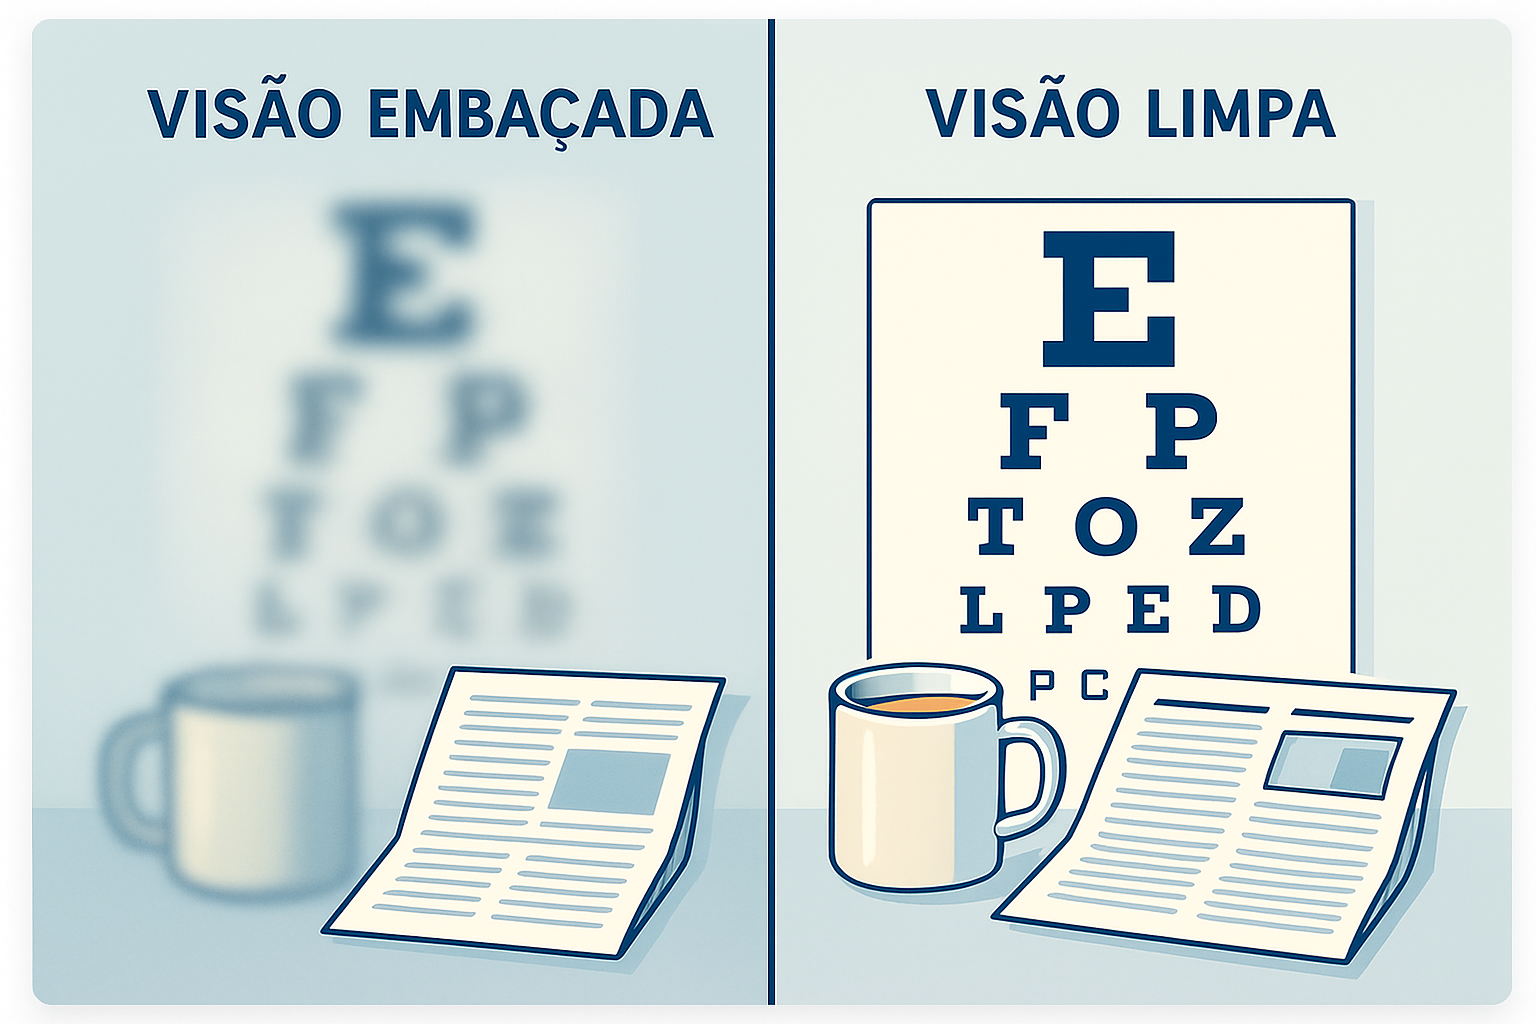 VISÃO EMBAÇADA
E
F P
T O Z
L P E D
VISÃO LIMPA
E
F P
T O Z
L P E D
P C